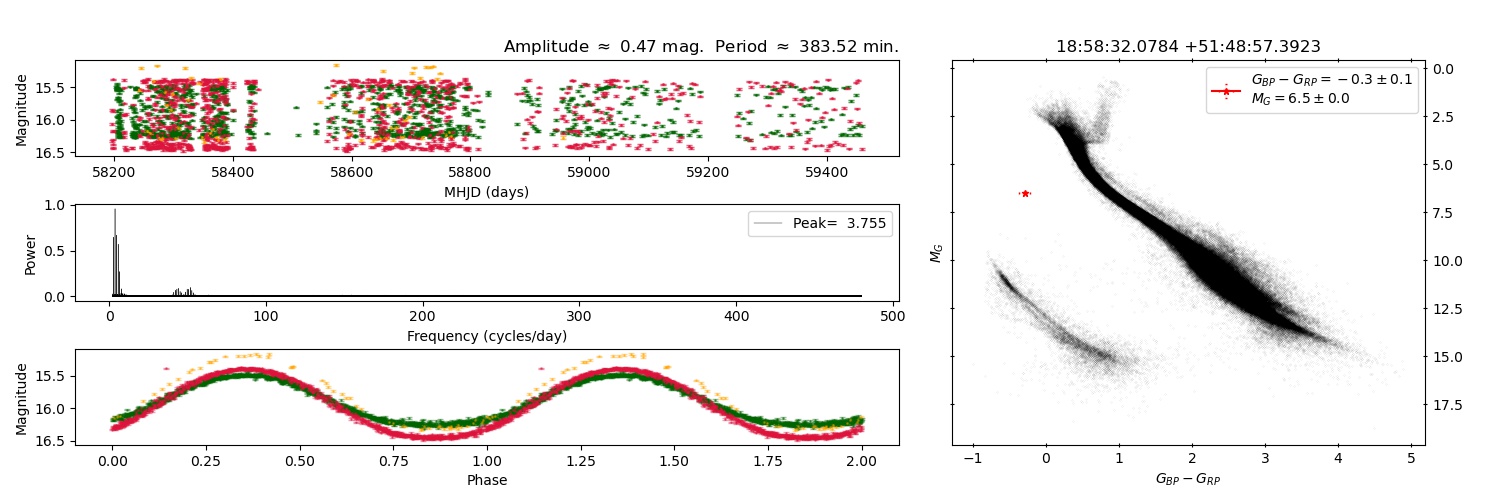 Amplitude ≈ 0.47 mag. Period ≈ 383.52 min.
15.5
16.0
16.5
Magnitude
58200 58400 58600 58800 59000 59200 59400
MHJD (days)
1.0
0.5
0.0
Power
Peak= 3.755
0 100 200 300 400 500
Frequency (cycles/day)
15.5
16.0
16.5
Magnitude
0.00 0.25 0.50 0.75 1.00 1.25 1.50 1.75 2.00
Phase
18:58:32.0784 +51:48:57.3923
G_BP − G_RP = −0.3 ± 0.1
M_G = 6.5 ± 0.0
M_G
0.0
2.5
5.0
7.5
10.0
12.5
15.0
17.5
−1 0 1 2 3 4 5
G_BP − G_RP